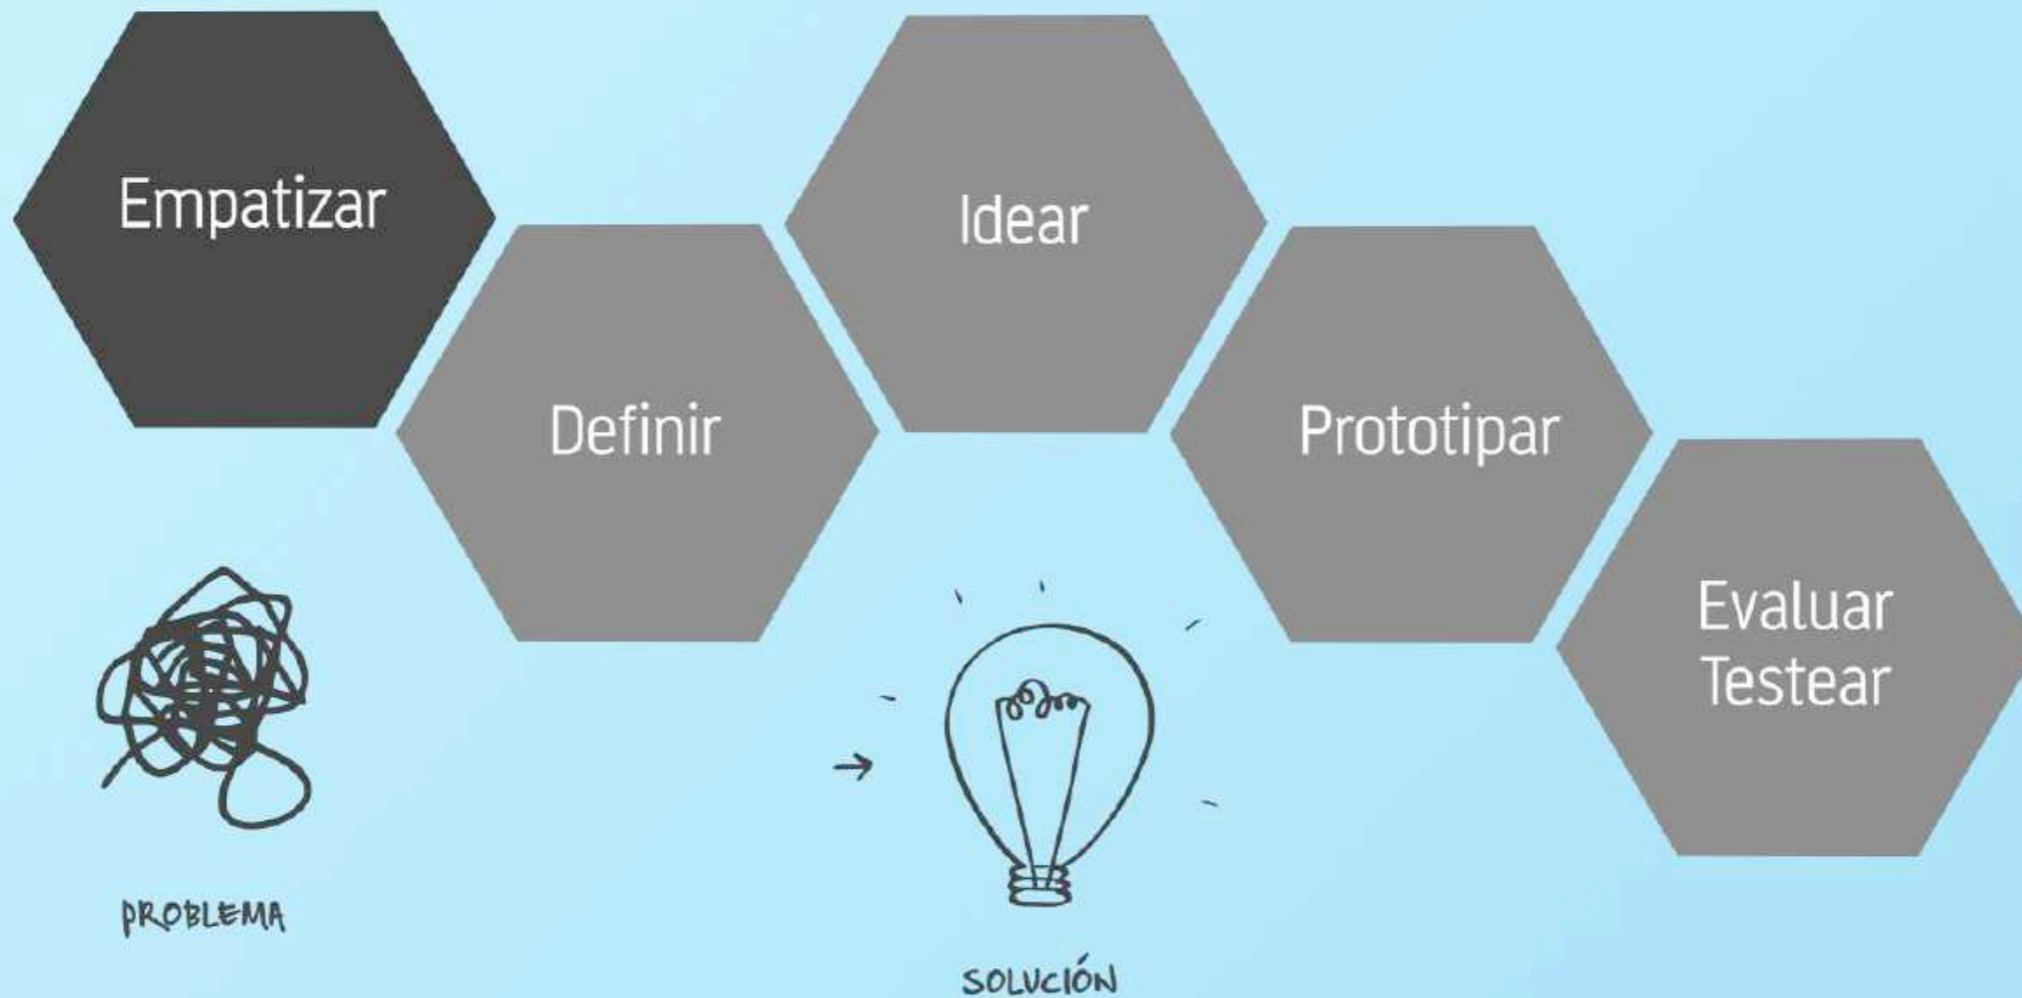 Empatizar
Definir
Idear
Prototipar
Evaluar
Testear
PROBLEMA
SOLUCIÓN